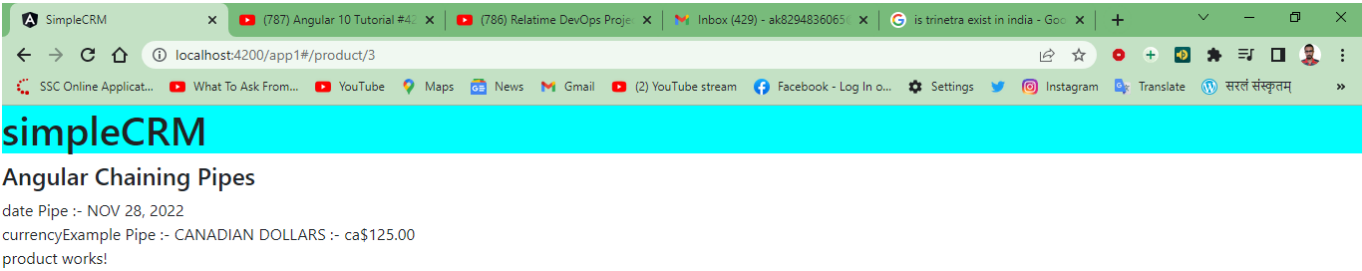 SimpleCRM
(787) Angular 10 Tutorial #42
(786) Relatime DevOps Projec
Inbox (429) - ak8294836065
is trinetra exist in india - Goo
localhost:4200/app1#/product/3
SSC Online Applicat...
What To Ask From...
YouTube
Maps
News
Gmail
(2) YouTube stream
Facebook - Log In o...
Settings
Instagram
Translate
सरलं संस्कृतम्
simpleCRM
Angular Chaining Pipes
date Pipe :- NOV 28, 2022
currencyExample Pipe :- CANADIAN DOLLARS :- ca$125.00
product works!